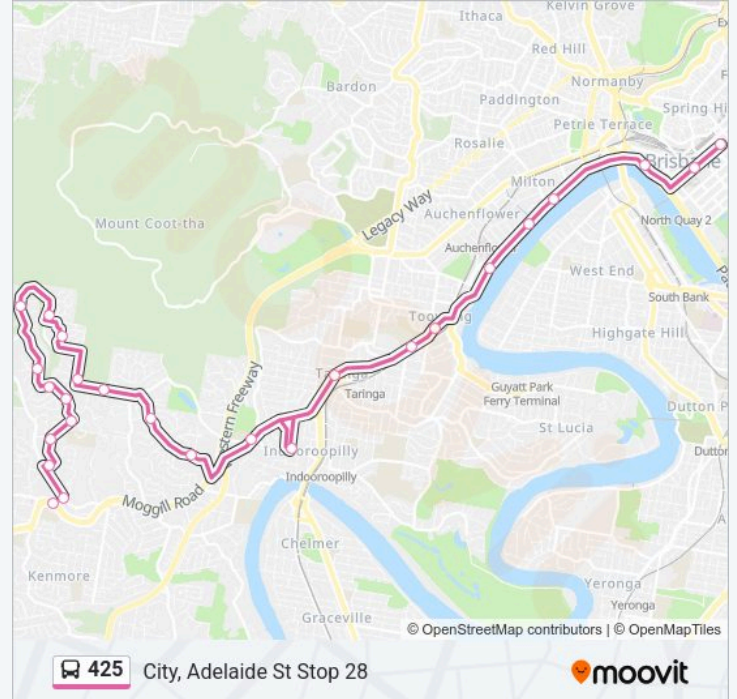 Ithaca
Kelvin Grove
Red Hill
Bardon
Normanby
Paddington
Spring Hi
Petrie Terrace
Rosalie
Brisbane
Milton
Legacy Way
Auchenflower
North Quay 2
Mount Coot-tha
Auchenflo
West End
South Bank
Toowong
Highgate Hill
Taringa
Taringa
Guyatt Park
Ferry Terminal
Dutton P
stern Freeway
St Lucia
Indooroopilly
Dutton
Indooroopilly
Moggill Road
Chelmer
Kenmore
Yeronga
Yeronga
Graceville
© OpenStreetMap contributors | © OpenMapTiles
425 City, Adelaide St Stop 28
moovit